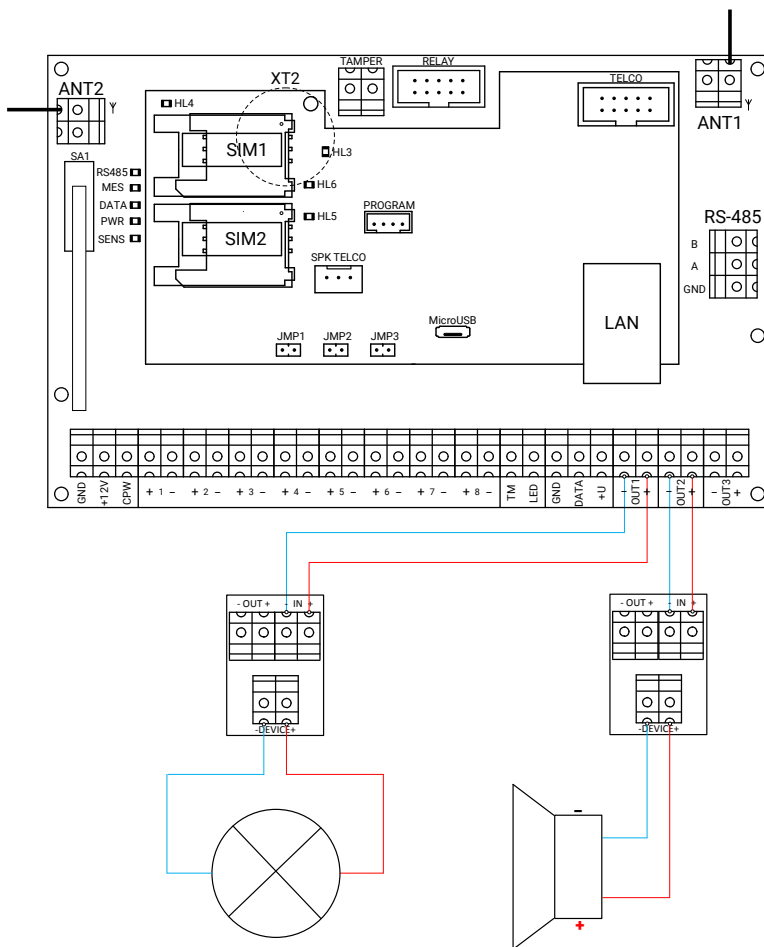 TAMPER
RELAY
XT2
TELCO
ANT2
HL4
ANT1
SA1
SIM1
HL3
RS485
MES
HL6
DATA
PROGRAM
PWR
HL5
RS-485
SENS
SIM2
B
SPK TELCO
A
GND
MicroUSB
LAN
JMP1
JMP2
JMP3
GND
+12V
CPW
+ 1 −
+ 2 −
+ 3 −
+ 4 −
+ 5 −
+ 6 −
+ 7 −
+ 8 −
TM
LED
GND
DATA
+U
− OUT1 +
− OUT2 +
− OUT3 +
- OUT + - IN +
- OUT + - IN +
-DEVICE+
-DEVICE+
-
+